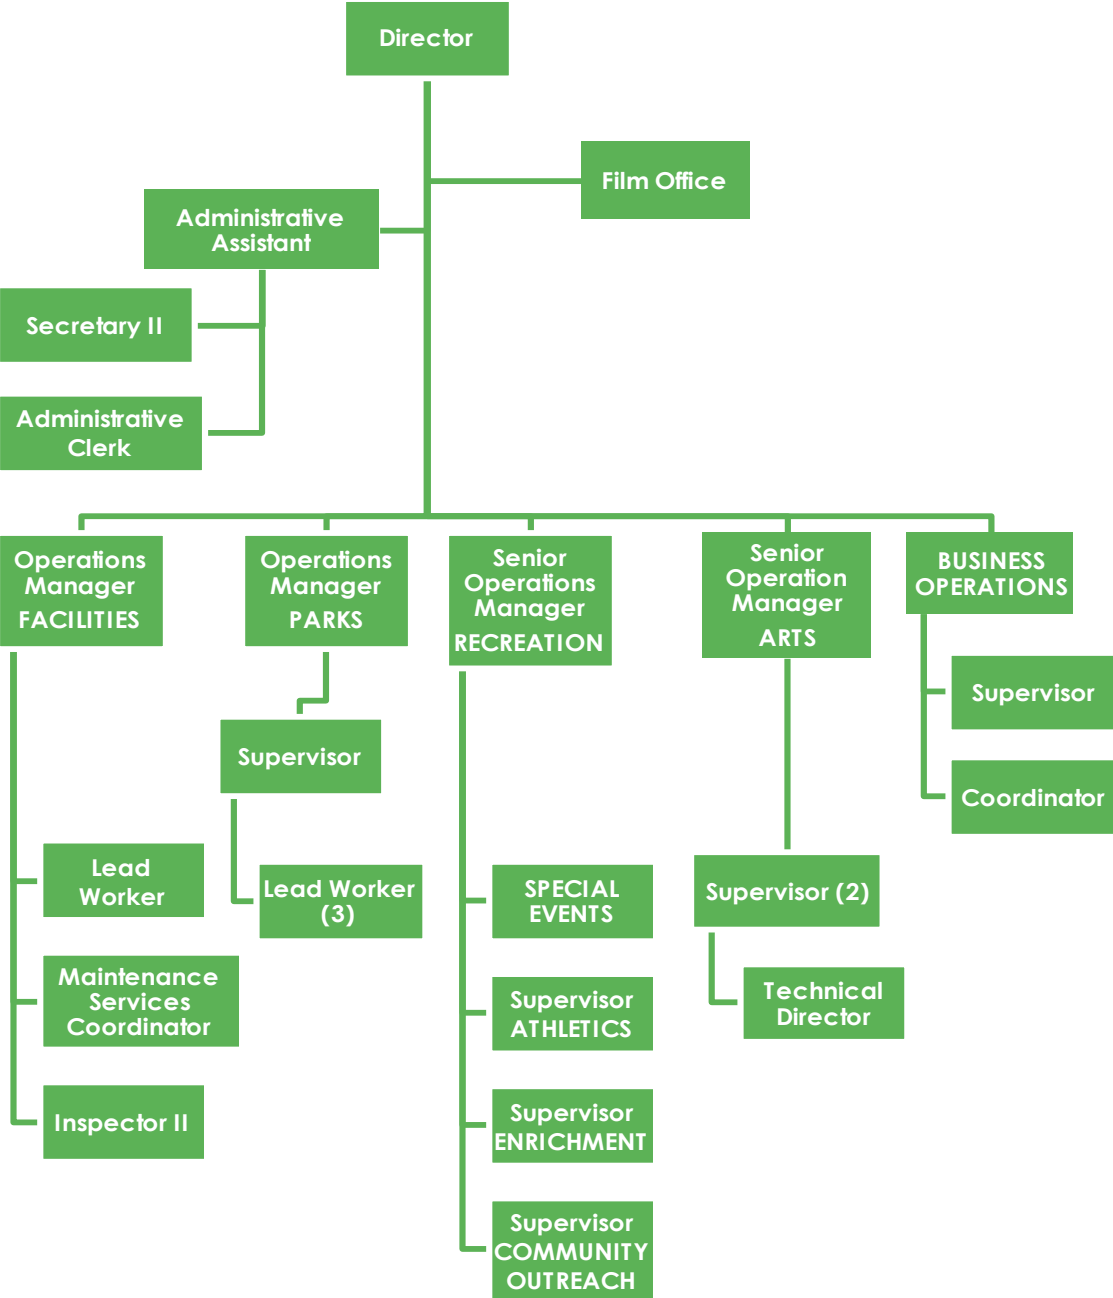 Director
Film Office
Administrative
Assistant
Secretary II
Administrative
Clerk
Operations
Manager
FACILITIES
Operations
Manager
PARKS
Senior
Operations
Manager
RECREATION
Senior
Operation
Manager
ARTS
BUSINESS
OPERATIONS
Supervisor
Coordinator
Supervisor
Lead
Worker
Lead Worker
(3)
SPECIAL
EVENTS
Supervisor (2)
Maintenance
Services
Coordinator
Supervisor
ATHLETICS
Technical
Director
Inspector II
Supervisor
ENRICHMENT
Supervisor
COMMUNITY
OUTREACH